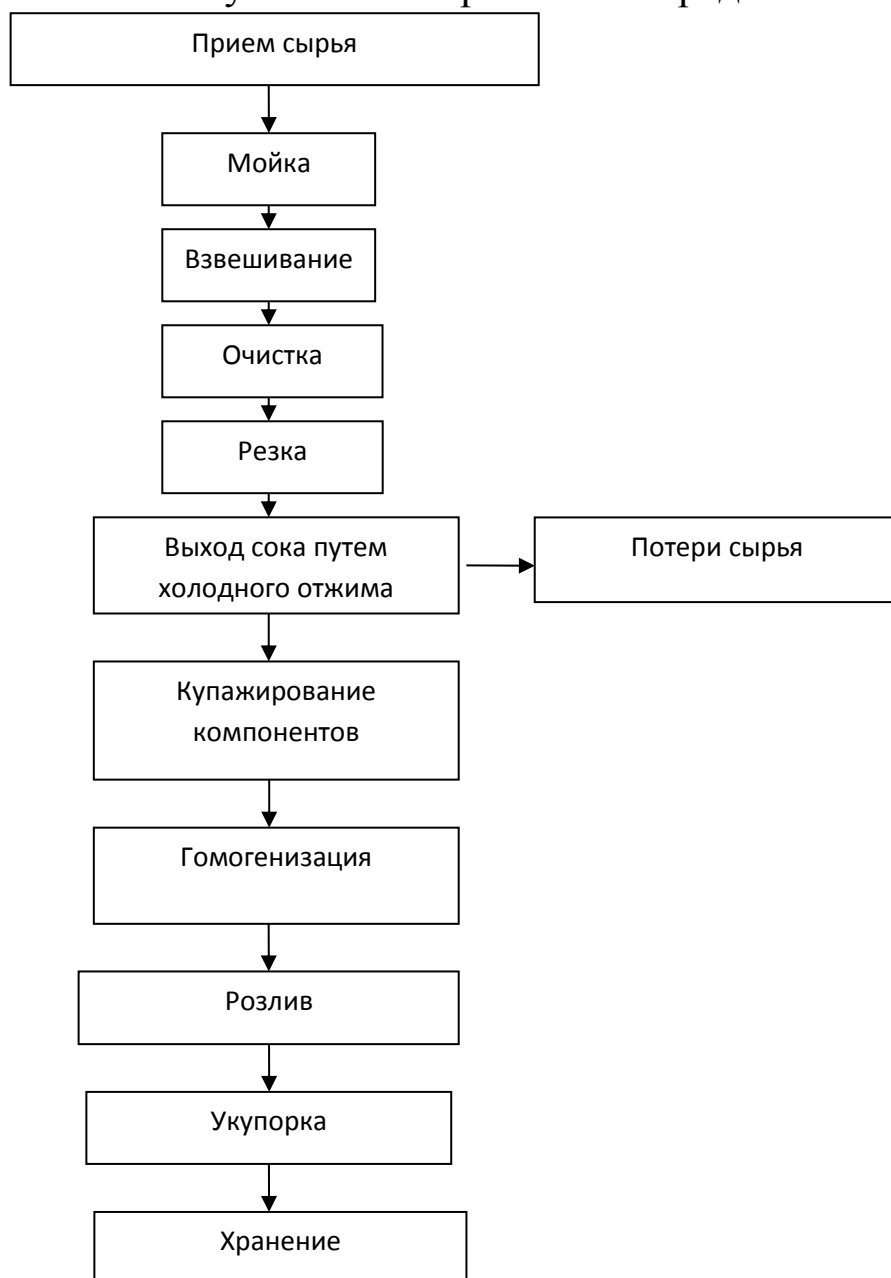 Прием сырья
Мойка
Взвешивание
Очистка
Резка
Выход сока путем
холодного отжима
Потери сырья
Купажирование
компонентов
Гомогенизация
Розлив
Укупорка
Хранение